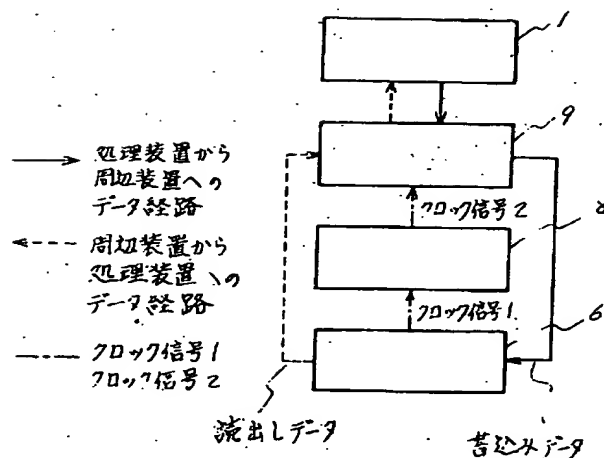 1
9
処理装置から
周辺装置への
データ経路
クロック信号2
周辺装置から
処理装置への
データ経路
クロック信号1
6
クロック信号1
クロック信号2
読出しデータ
書込みデータ